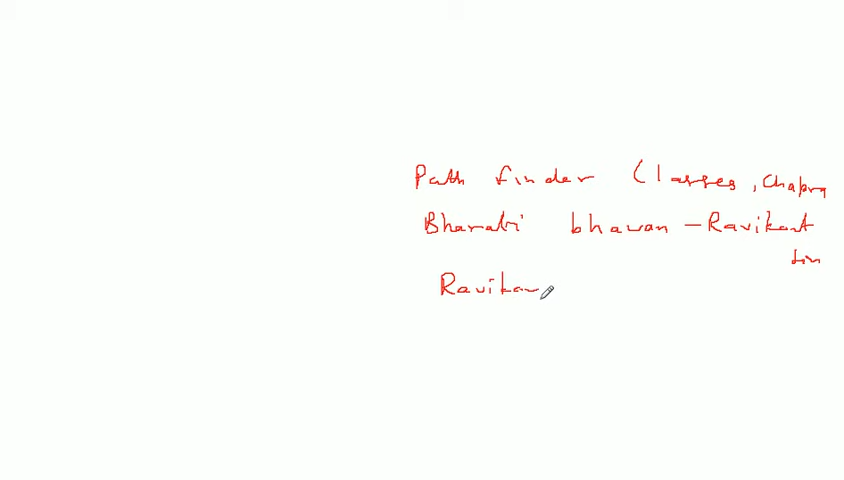 Path finder Classes, Chapra
Bharati bhawan - Ravikant
Ravikan